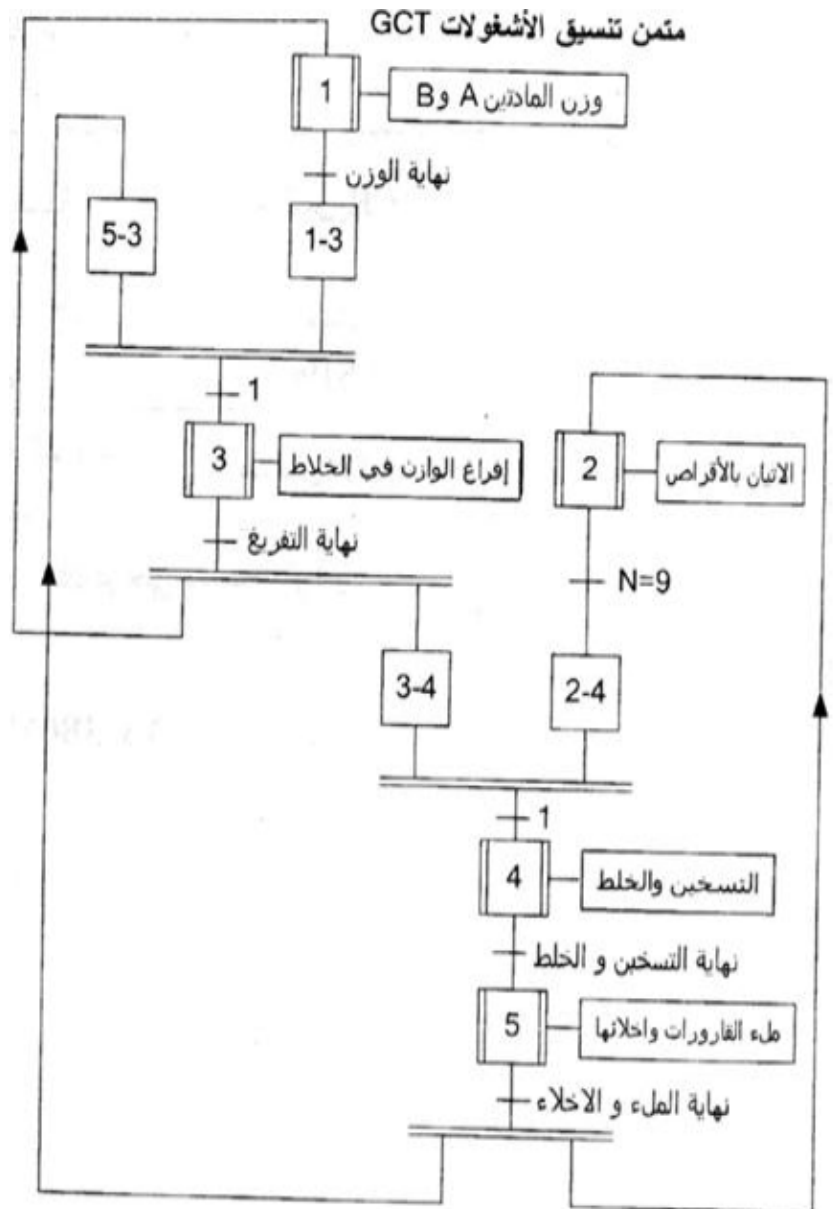 متمن تنسيق الأشغولات GCT
1
وزن المادتين A و B
نهاية الوزن
5-3
1-3
1
3
إفراغ الوازن في الخلاط
2
الاتيان بالأقراص
نهاية التفريغ
N=9
3-4
2-4
1
4
التسخين والخلط
نهاية التسخين و الخلط
5
ملء القارورات واخلائها
نهاية الملء و الاخلاء